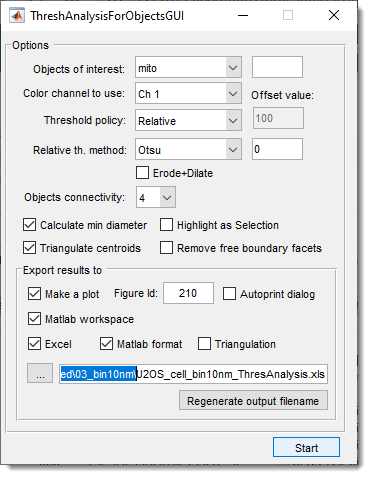 ThreshAnalysisForObjectsGUI
Options
Objects of interest: mito
Color channel to use: Ch 1 Offset value:
Threshold policy: Relative 100
Relative th. method: Otsu 0
Erode+Dilate
Objects connectivity: 4
Calculate min diameter Highlight as Selection
Triangulate centroids Remove free boundary facets
Export results to
Make a plot Figure Id: 210 Autoprint dialog
Matlab workspace
Excel Matlab format Triangulation
... ed\03_bin10nm\U2OS_cell_bin10nm_ThresAnalysis.xls
Regenerate output filename
Start